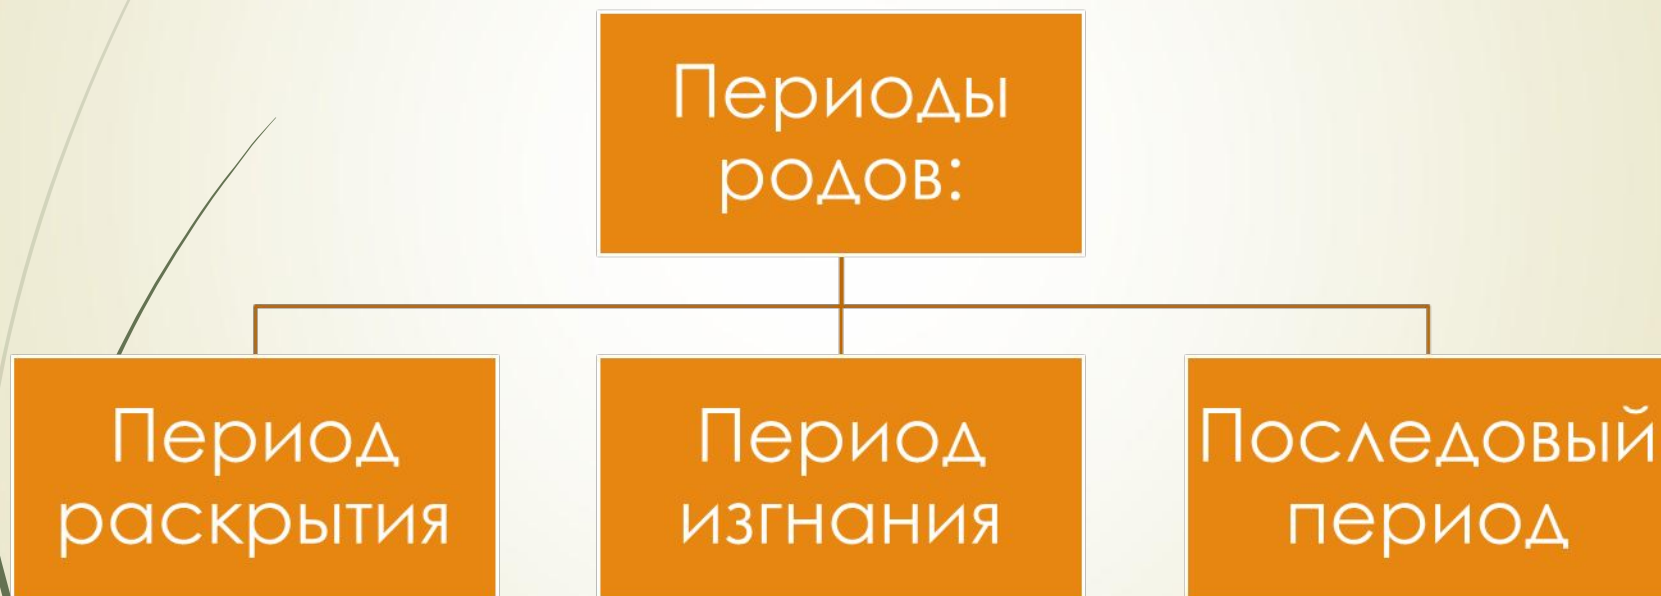 Периоды
родов:
Период
раскрытия
Период
изгнания
Последовый
период